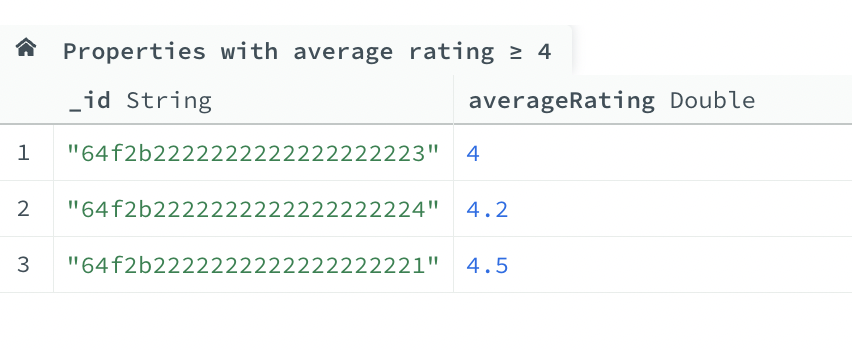 Properties with average rating ≥ 4
_id String averageRating Double
1 "64f2b2222222222222222223" 4
2 "64f2b2222222222222222224" 4.2
3 "64f2b2222222222222222221" 4.5